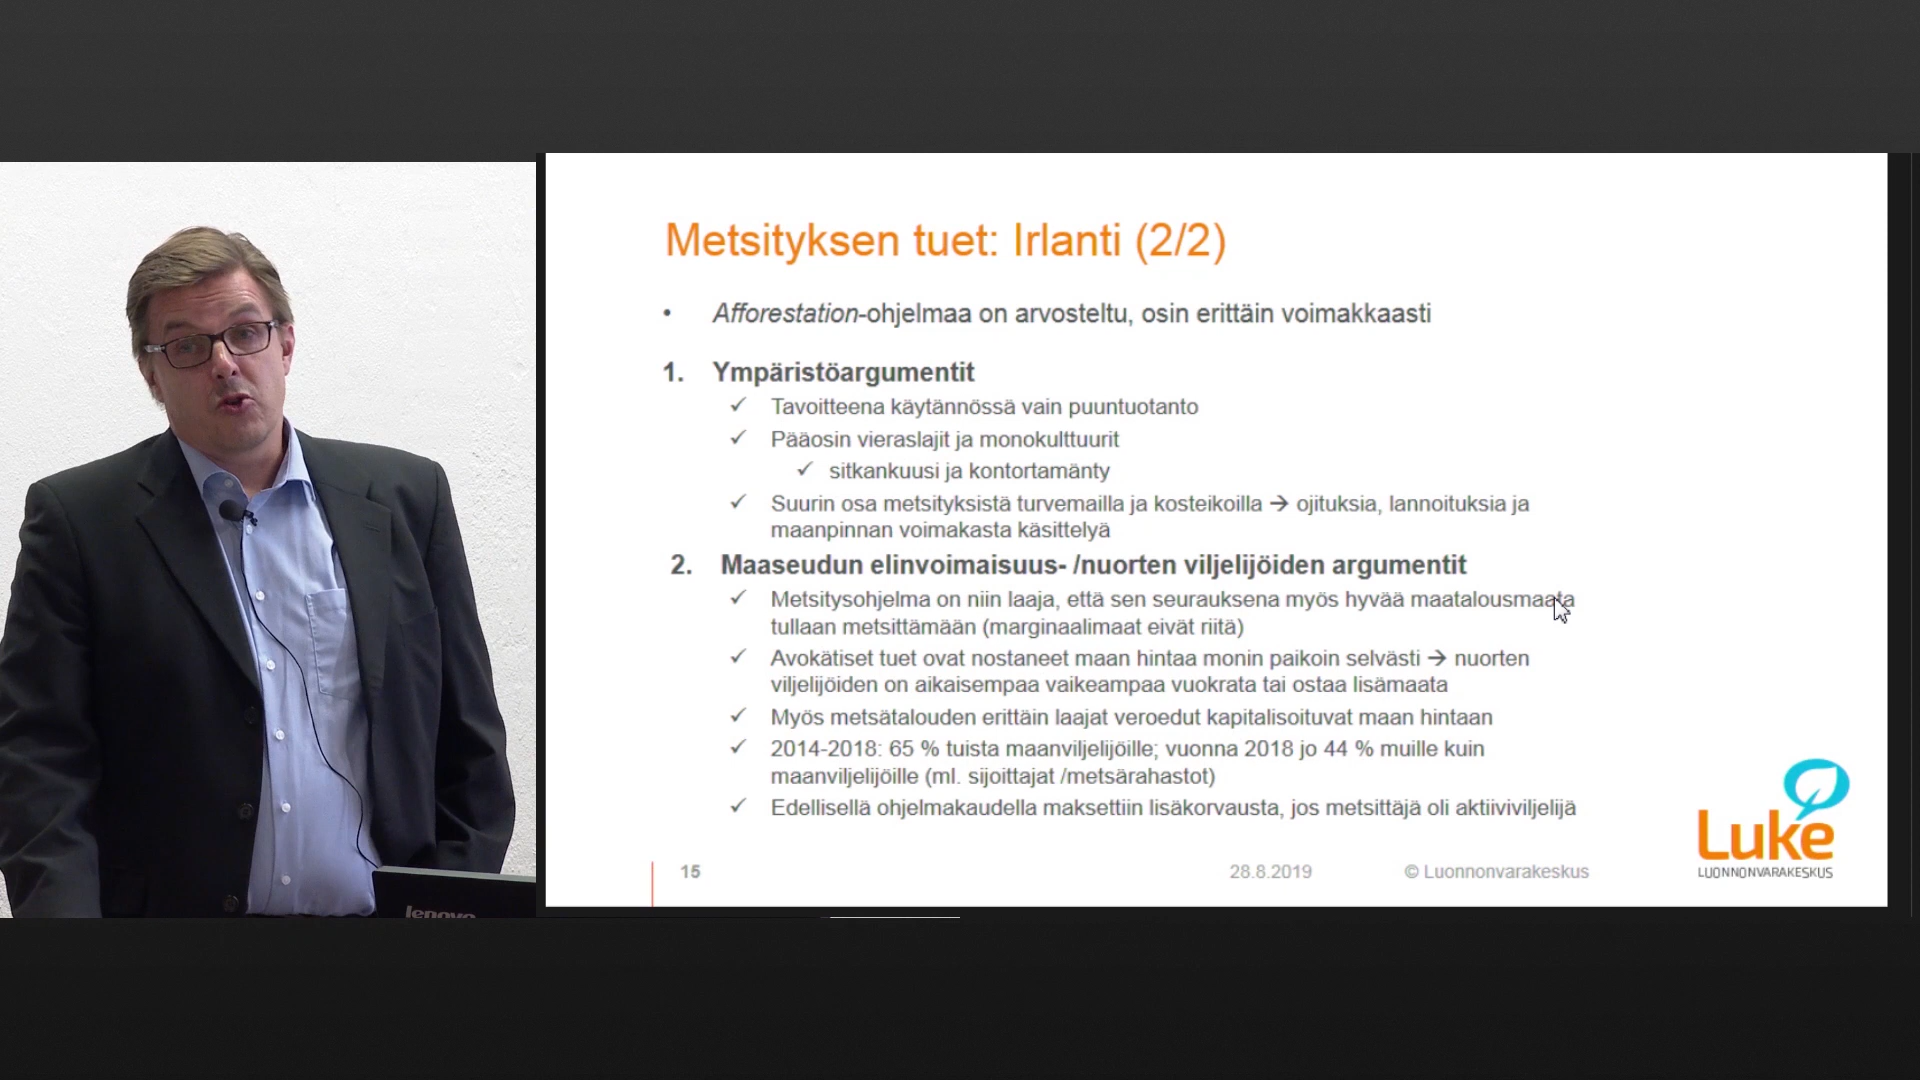 Metsityksen tuet: Irlanti (2/2)
• Afforestation-ohjelmaa on arvosteltu, osin erittäin voimakkaasti
1. Ympäristöargumentit
✓ Tavoitteena käytännössä vain puuntuotanto
✓ Pääosin vieraslajit ja monokulttuurit
✓ sitkankuusi ja kontortamänty
✓ Suurin osa metsityksistä turvemailla ja kosteikoilla → ojituksia, lannoituksia ja
maanpinnan voimakasta käsittelyä
2. Maaseudun elinvoimaisuus- /nuorten viljelijöiden argumentit
✓ Metsitysohjelma on niin laaja, että sen seurauksena myös hyvää maatalousmaata
tullaan metsittämään (marginaalimaat eivät riitä)
✓ Avokätiset tuet ovat nostaneet maan hintaa monin paikoin selvästi → nuorten
viljelijöiden on aikaisempaa vaikeampaa vuokrata tai ostaa lisämaata
✓ Myös metsätalouden erittäin laajat veroedut kapitalisoituvat maan hintaan
✓ 2014-2018: 65 % tuista maanviljelijöille; vuonna 2018 jo 44 % muille kuin
maanviljelijöille (ml. sijoittajat /metsärahastot)
✓ Edellisellä ohjelmakaudella maksettiin lisäkorvausta, jos metsittäjä oli aktiiviviljelijä
15 28.8.2019 © Luonnonvarakeskus
Luke
LUONNONVARAKESKUS
lenovo